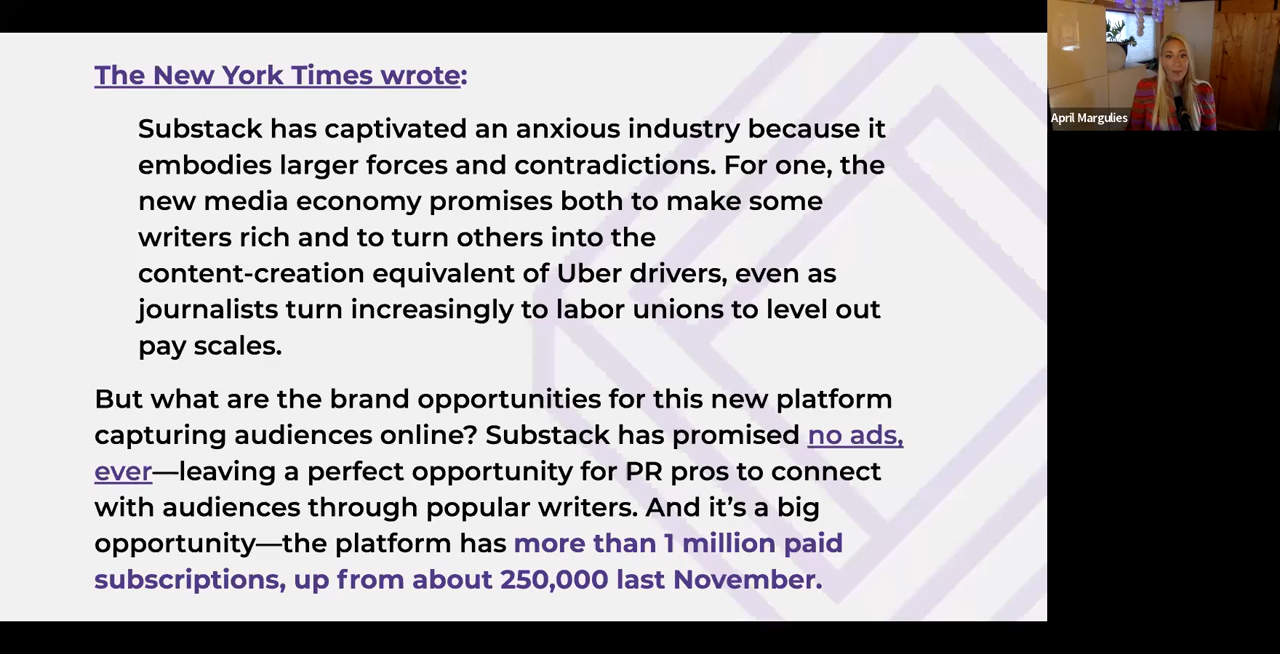 The New York Times wrote:
Substack has captivated an anxious industry because it
embodies larger forces and contradictions. For one, the
new media economy promises both to make some
writers rich and to turn others into the
content-creation equivalent of Uber drivers, even as
journalists turn increasingly to labor unions to level out
pay scales.
But what are the brand opportunities for this new platform
capturing audiences online? Substack has promised no ads,
ever—leaving a perfect opportunity for PR pros to connect
with audiences through popular writers. And it’s a big
opportunity—the platform has more than 1 million paid
subscriptions, up from about 250,000 last November.
April Margulies